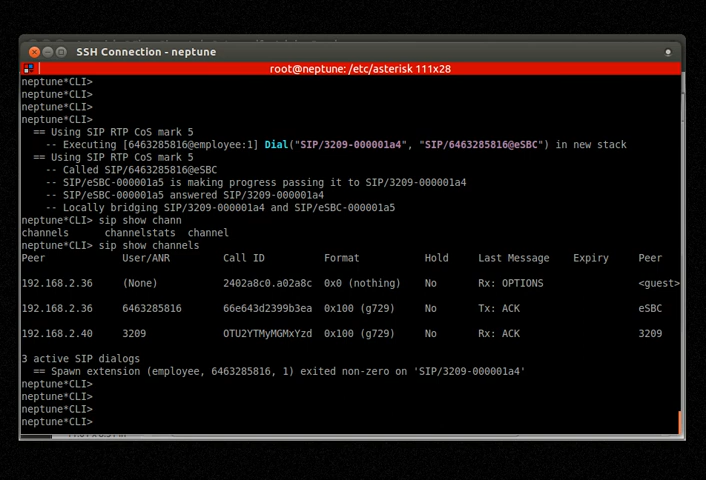 SSH Connection - neptune
root@neptune: /etc/asterisk 111x28
neptune*CLI>
neptune*CLI>
neptune*CLI>
neptune*CLI>
== Using SIP RTP CoS mark 5
-- Executing [6463285816@employee:1] Dial("SIP/3209-000001a4", "SIP/6463285816@eSBC") in new stack
== Using SIP RTP CoS mark 5
-- Called SIP/6463285816@eSBC
-- SIP/eSBC-000001a5 is making progress passing it to SIP/3209-000001a4
-- SIP/eSBC-000001a5 answered SIP/3209-000001a4
-- Locally bridging SIP/3209-000001a4 and SIP/eSBC-000001a5
neptune*CLI> sip show chann
channels channelstats channel
neptune*CLI> sip show channels
Peer User/ANR Call ID Format Hold Last Message Expiry Peer
192.168.2.36 (None) 2402a8c0.a02a8c 0x0 (nothing) No Rx: OPTIONS <guest>
192.168.2.36 6463285816 66e643d2399b3ea 0x100 (g729) No Tx: ACK eSBC
192.168.2.40 3209 OTU2YTMyMGMxYzd 0x100 (g729) No Rx: ACK 3209
3 active SIP dialogs
== Spawn extension (employee, 6463285816, 1) exited non-zero on 'SIP/3209-000001a4'
neptune*CLI>
neptune*CLI>
neptune*CLI>
neptune*CLI>